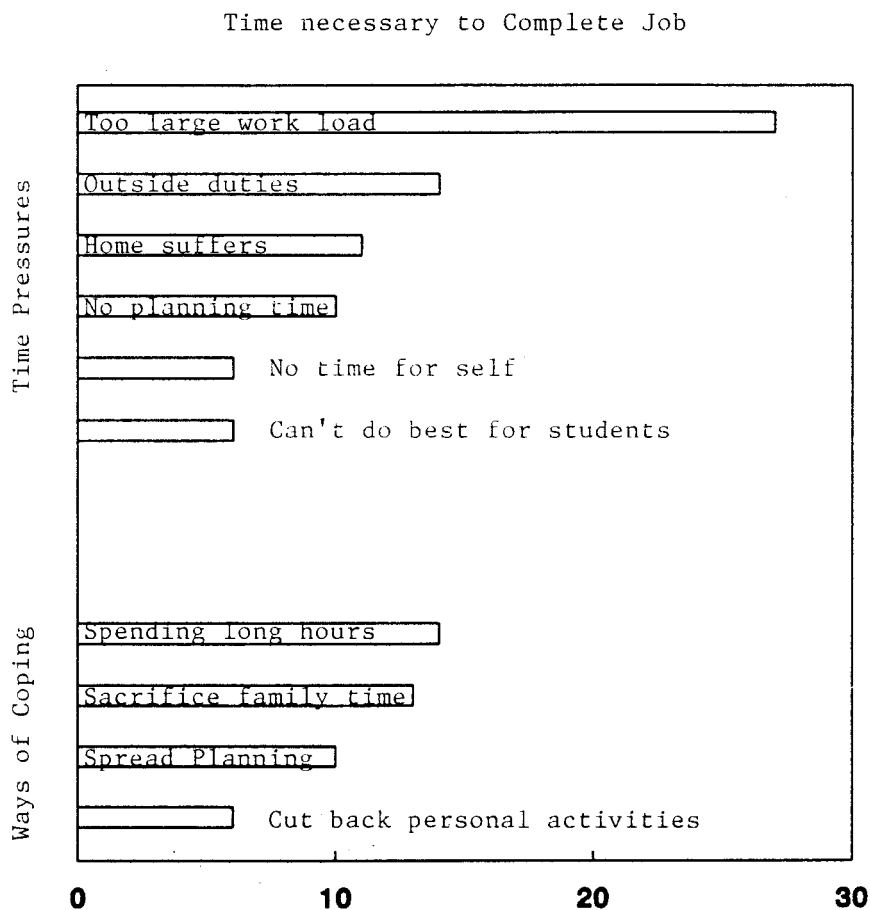 Time necessary to Complete Job
Time Pressures
Too large work load
Outside duties
Home suffers
No planning time
No time for self
Can't do best for students
Ways of Coping
Spending long hours
Sacrifice family time
Spread Planning
Cut back personal activities
0 10 20 30